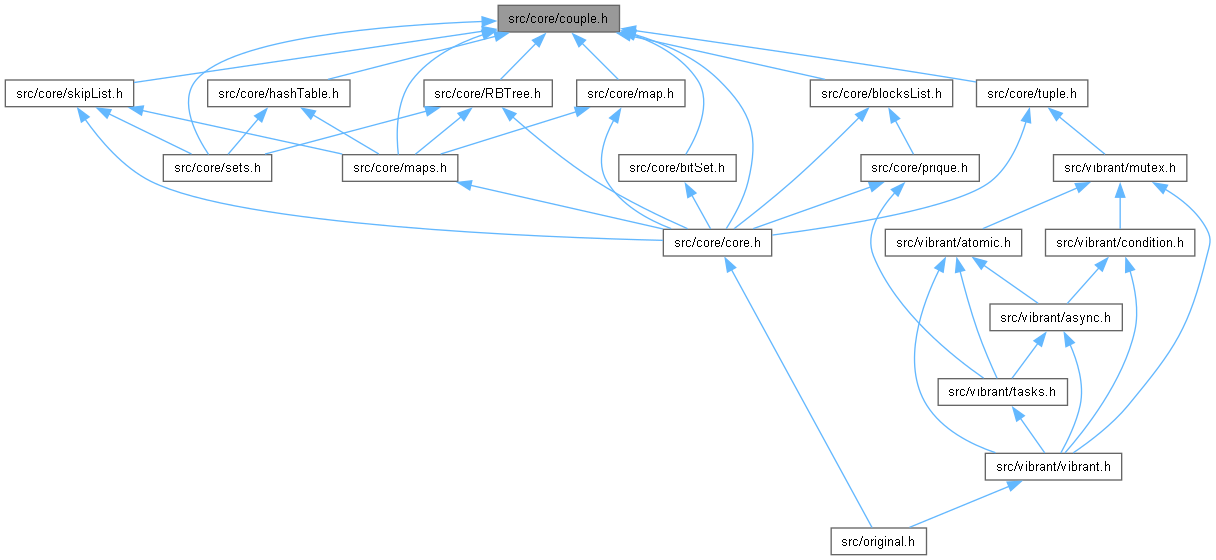 src/core/couple.h
src/core/skipList.h
src/core/hashTable.h
src/core/RBTree.h
src/core/map.h
src/core/blocksList.h
src/core/tuple.h
src/core/sets.h
src/core/maps.h
src/core/bitSet.h
src/core/prique.h
src/vibrant/mutex.h
src/core/core.h
src/vibrant/atomic.h
src/vibrant/condition.h
src/vibrant/async.h
src/vibrant/tasks.h
src/vibrant/vibrant.h
src/original.h